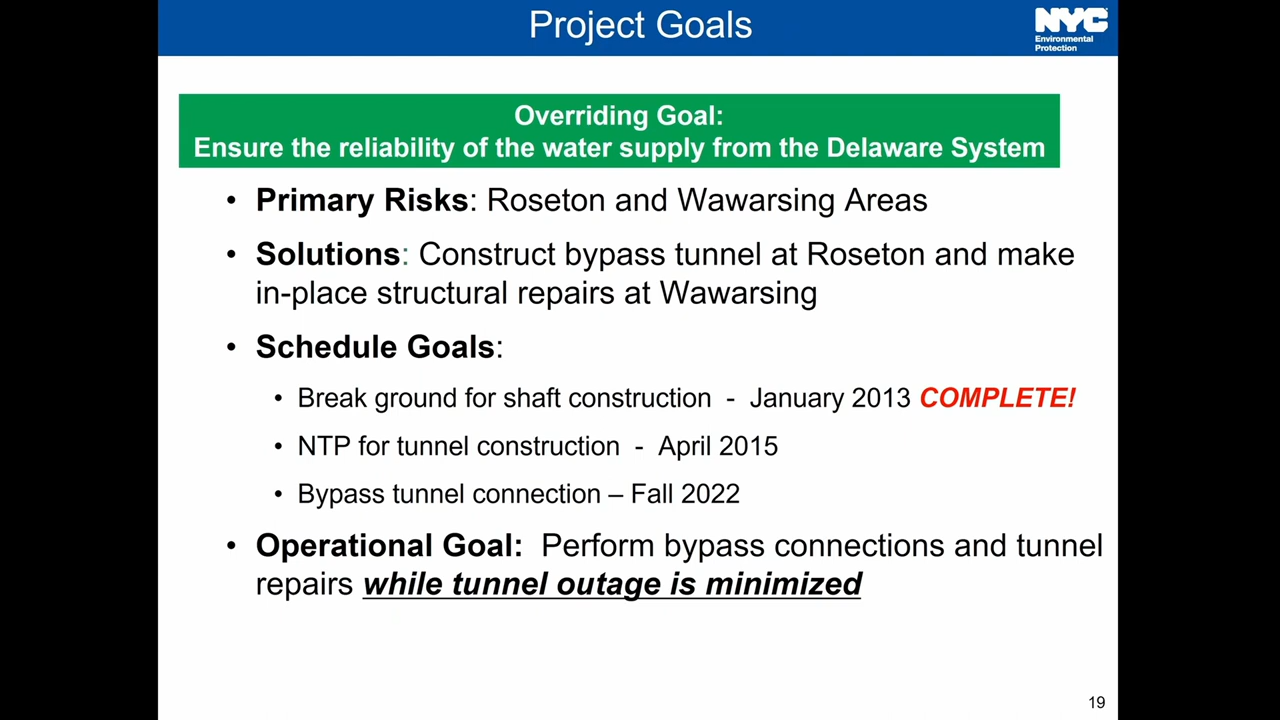 Project Goals
NYC
Environmental
Protection
Overriding Goal:
Ensure the reliability of the water supply from the Delaware System
• Primary Risks: Roseton and Wawarsing Areas
• Solutions: Construct bypass tunnel at Roseton and make
in-place structural repairs at Wawarsing
• Schedule Goals:
• Break ground for shaft construction - January 2013 COMPLETE!
• NTP for tunnel construction - April 2015
• Bypass tunnel connection – Fall 2022
• Operational Goal: Perform bypass connections and tunnel
repairs while tunnel outage is minimized
19